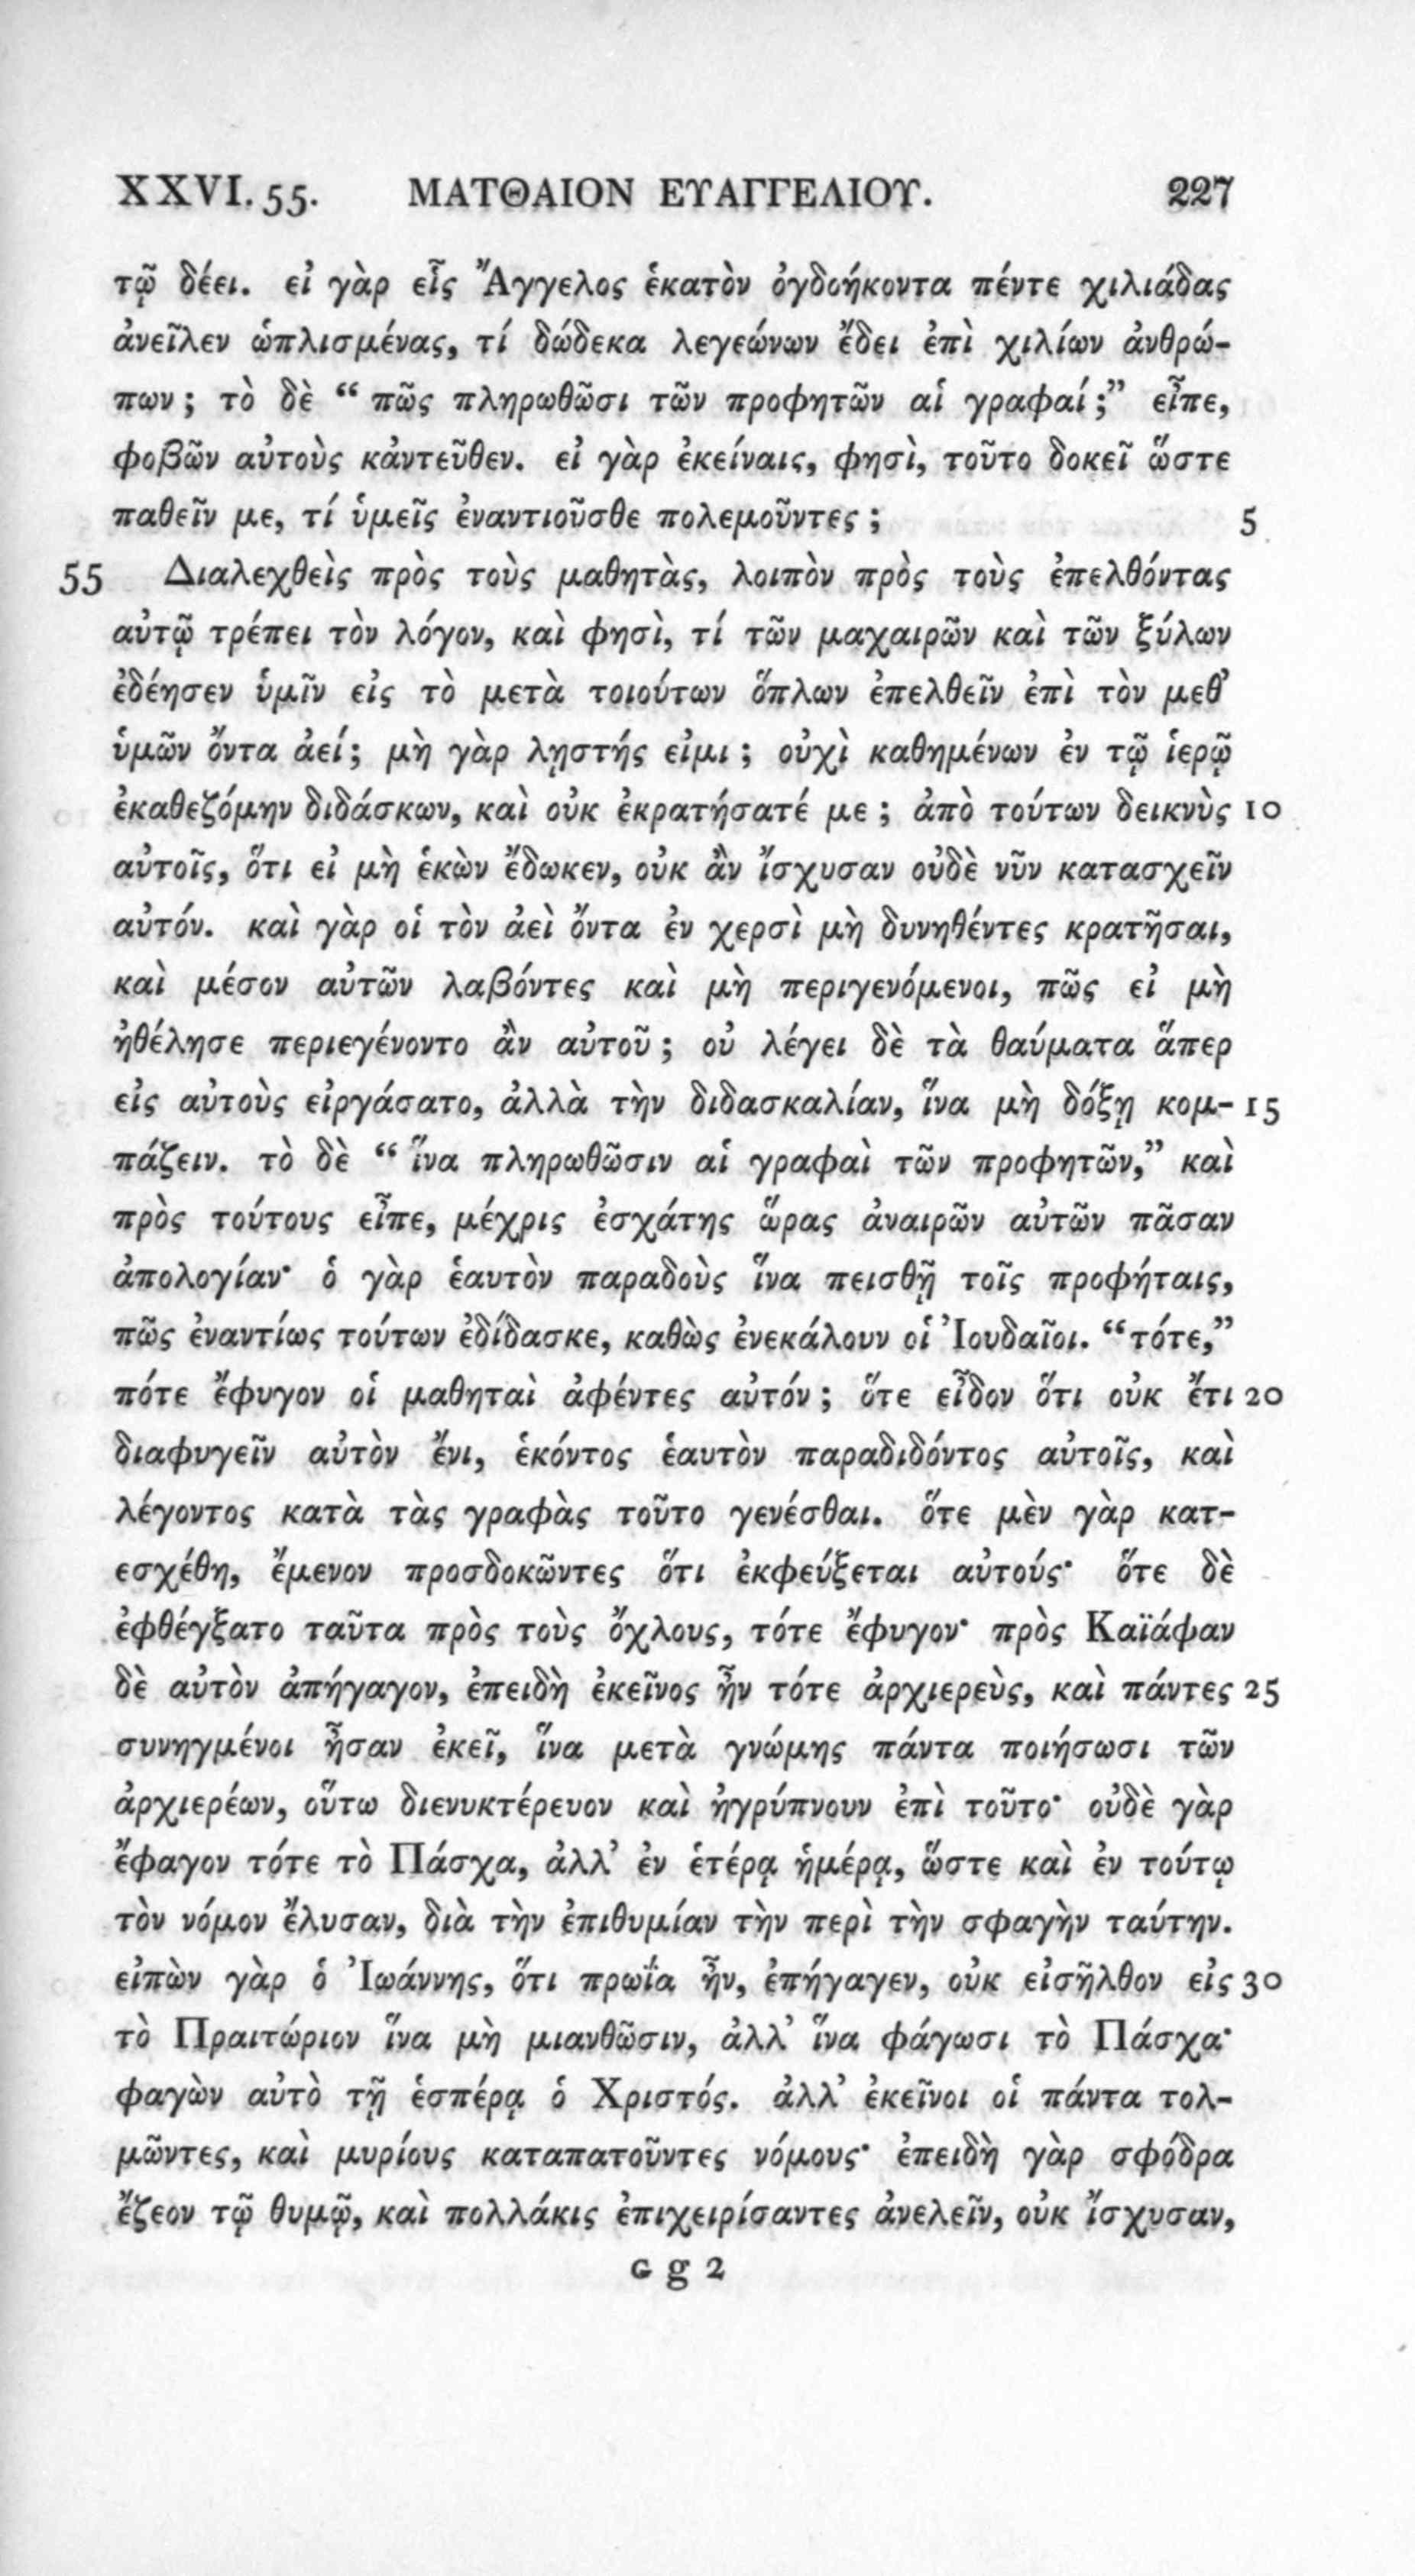 XXVI. 55. ΜΑΤΘΑΙΟΝ ΕΥΑΓΓΕΛΙΟΥ. 227
τῷ δέει. εἰ γὰρ εἷς Ἄγγελος ἑκατὸν ὀγδοήκοντα πέντε χιλιάδας
ἀνεῖλεν ὡπλισμένας, τί δώδεκα λεγεώνων ἔδει ἐπὶ χιλίων ἀνθρώ-
πων; τὸ δὲ “ πῶς πληρωθῶσι τῶν προφητῶν αἱ γραφαί;” εἶπε,
φοβῶν αὐτοὺς κἀντεῦθεν. εἰ γὰρ ἐκείναις, φησὶ, τοῦτο δοκεῖ ὥστε
παθεῖν με, τί ὑμεῖς ἐναντιοῦσθε πολεμοῦντες; 5
55 Διαλεχθεὶς πρὸς τοὺς μαθητὰς, λοιπὸν πρὸς τοὺς ἐπελθόντας
αὐτῷ τρέπει τὸν λόγον, καὶ φησὶ, τί τῶν μαχαιρῶν καὶ τῶν ξύλων
ἐδέησεν ὑμῖν εἰς τὸ μετὰ τοιούτων ὅπλων ἐπελθεῖν ἐπὶ τὸν μεθ’
ὑμῶν ὄντα ἀεί; μὴ γὰρ λῃστής εἰμι; οὐχὶ καθημένων ἐν τῷ ἱερῷ
ἐκαθεζόμην διδάσκων, καὶ οὐκ ἐκρατήσατέ με; ἀπὸ τούτων δεικνὺς 10
αὐτοῖς, ὅτι εἰ μὴ ἑκὼν ἔδωκεν, οὐκ ἂν ἴσχυσαν οὐδὲ νῦν κατασχεῖν
αὐτόν. καὶ γὰρ οἱ τὸν ἀεὶ ὄντα ἐν χερσὶ μὴ δυνηθέντες κρατῆσαι,
καὶ μέσον αὐτῶν λαβόντες καὶ μὴ περιγενόμενοι, πῶς εἰ μὴ
ἠθέλησε περιεγένοντο ἂν αὐτοῦ; οὐ λέγει δὲ τὰ θαύματα ἅπερ
εἰς αὐτοὺς εἰργάσατο, ἀλλὰ τὴν διδασκαλίαν, ἵνα μὴ δόξῃ κομ- 15
πάζειν. τὸ δὲ “ ἵνα πληρωθῶσιν αἱ γραφαὶ τῶν προφητῶν,” καὶ
πρὸς τούτους εἶπε, μέχρις ἐσχάτης ὥρας ἀναιρῶν αὐτῶν πᾶσαν
ἀπολογίαν· ὁ γὰρ ἑαυτὸν παραδοὺς ἵνα πεισθῇ τοῖς προφήταις,
πῶς ἐναντίως τούτων ἐδίδασκε, καθὼς ἐνεκάλουν οἱ Ἰουδαῖοι. “τότε,”
πότε ἔφυγον οἱ μαθηταὶ ἀφέντες αὐτόν; ὅτε εἶδον ὅτι οὐκ ἔτι 20
διαφυγεῖν αὐτὸν ἔνι, ἑκόντος ἑαυτὸν παραδιδόντος αὐτοῖς, καὶ
λέγοντος κατὰ τὰς γραφὰς τοῦτο γενέσθαι. ὅτε μὲν γὰρ κατ-
εσχέθη, ἔμενον προσδοκῶντες ὅτι ἐκφεύξεται αὐτούς· ὅτε δὲ
ἐφθέγξατο ταῦτα πρὸς τοὺς ὄχλους, τότε ἔφυγον· πρὸς Καϊάφαν
δὲ αὐτὸν ἀπήγαγον, ἐπειδὴ ἐκεῖνος ἦν τότε ἀρχιερεὺς, καὶ πάντες 25
συνηγμένοι ἦσαν ἐκεῖ, ἵνα μετὰ γνώμης πάντα ποιήσωσι τῶν
ἀρχιερέων, οὕτω διενυκτέρευον καὶ ἠγρύπνουν ἐπὶ τοῦτο· οὐδὲ γὰρ
ἔφαγον τότε τὸ Πάσχα, ἀλλ’ ἐν ἑτέρᾳ ἡμέρᾳ, ὥστε καὶ ἐν τούτῳ
τὸν νόμον ἔλυσαν, διὰ τὴν ἐπιθυμίαν τὴν περὶ τὴν σφαγὴν ταύτην.
εἰπὼν γὰρ ὁ Ἰωάννης, ὅτι πρωΐα ἦν, ἐπήγαγεν, οὐκ εἰσῆλθον εἰς 30
τὸ Πραιτώριον ἵνα μὴ μιανθῶσιν, ἀλλ’ ἵνα φάγωσι τὸ Πάσχα·
φαγὼν αὐτὸ τῇ ἑσπέρᾳ ὁ Χριστός. ἀλλ’ ἐκεῖνοι οἱ πάντα τολ-
μῶντες, καὶ μυρίους καταπατοῦντες νόμους· ἐπειδὴ γὰρ σφόδρα
ἔζεον τῷ θυμῷ, καὶ πολλάκις ἐπιχειρίσαντες ἀνελεῖν, οὐκ ἴσχυσαν,
G g 2